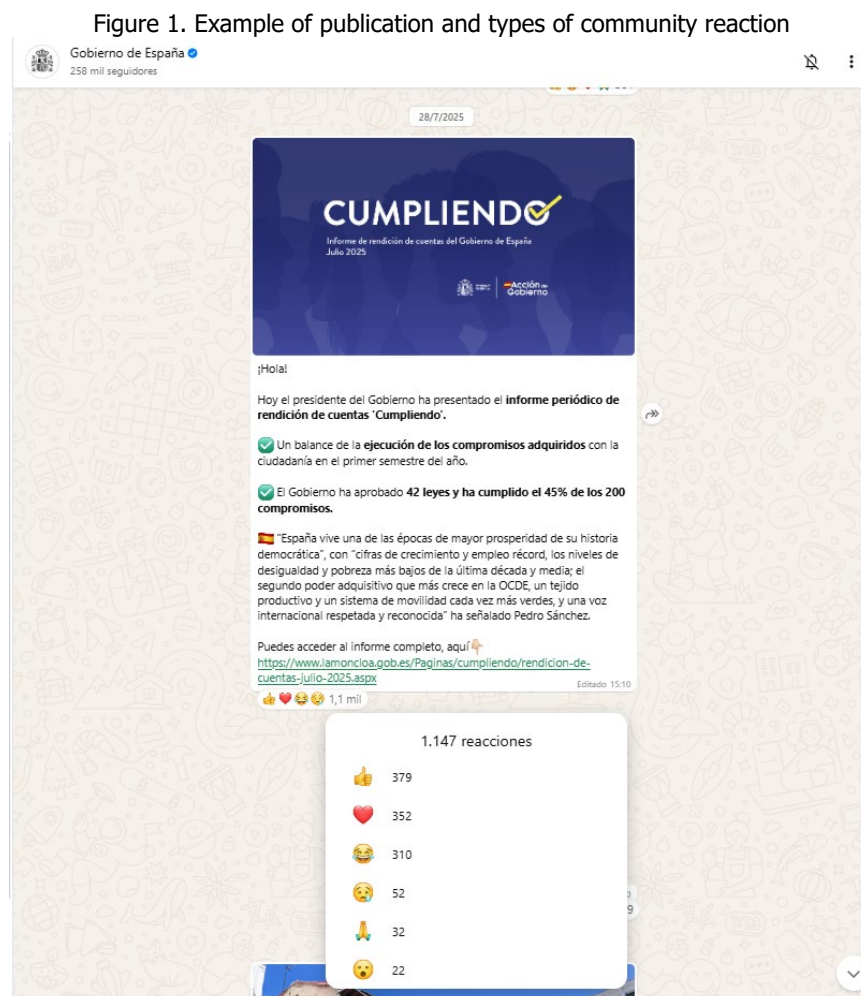 Figure 1. Example of publication and types of community reaction
Gobierno de España
258 mil seguidores
28/7/2025
CUMPLIENDO
Informe de rendición de cuentas del Gobierno de España
Julio 2025
Acción de
Gobierno
¡Hola!
Hoy el presidente del Gobierno ha presentado el informe periódico de
rendición de cuentas 'Cumpliendo'.
✅ Un balance de la ejecución de los compromisos adquiridos con la
ciudadanía en el primer semestre del año.
✅ El Gobierno ha aprobado 42 leyes y ha cumplido el 45% de los 200
compromisos.
🇪🇸 "España vive una de las épocas de mayor prosperidad de su historia
democrática", con "cifras de crecimiento y empleo récord, los niveles de
desigualdad y pobreza más bajos de la última década y media; el
segundo poder adquisitivo que más crece en la OCDE, un tejido
productivo y un sistema de movilidad cada vez más verdes, y una voz
internacional respetada y reconocida" ha señalado Pedro Sánchez.
Puedes acceder al informe completo, aquí👇🏻
https://www.lamoncloa.gob.es/Paginas/cumpliendo/rendicion-de-
cuentas-julio-2025.aspx
Editado 15:10
👍❤️😂😢 1,1 mil
1.147 reacciones
👍 379
❤️ 352
😂 310
😢 52
🙏 32
😮 22